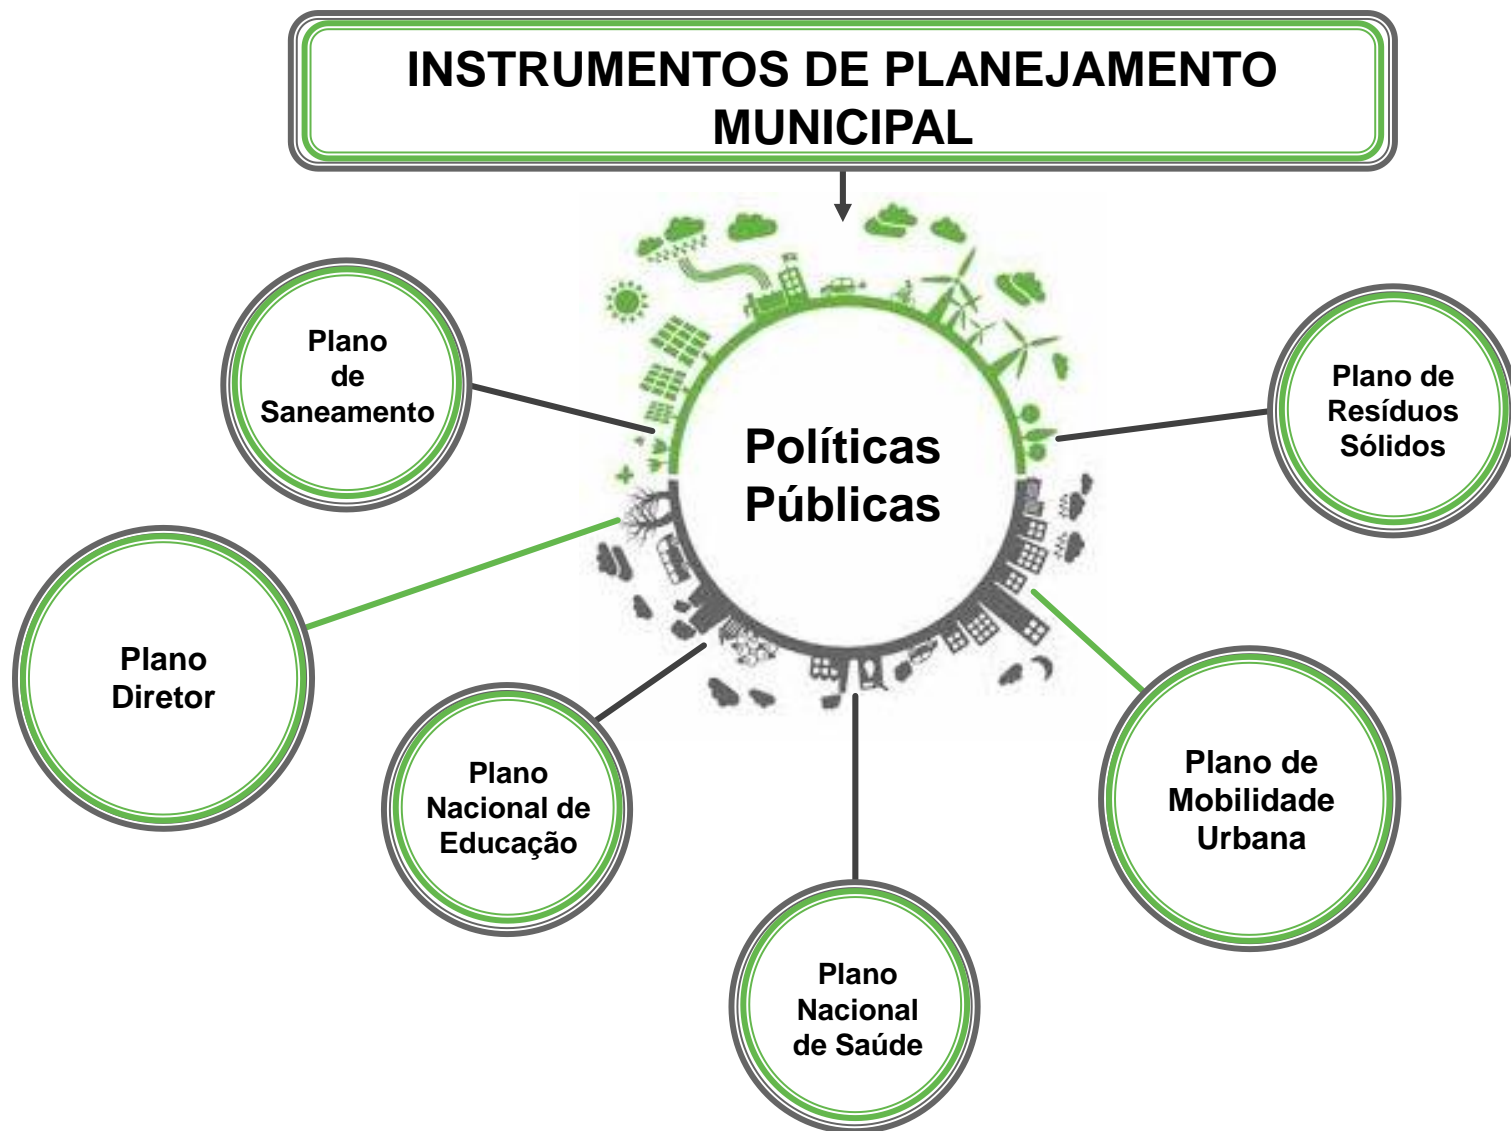 INSTRUMENTOS DE PLANEJAMENTO
MUNICIPAL
Plano
de
Saneamento
Políticas
Públicas
Plano de
Resíduos
Sólidos
Plano
Diretor
Plano
Nacional de
Educação
Plano de
Mobilidade
Urbana
Plano
Nacional
de Saúde